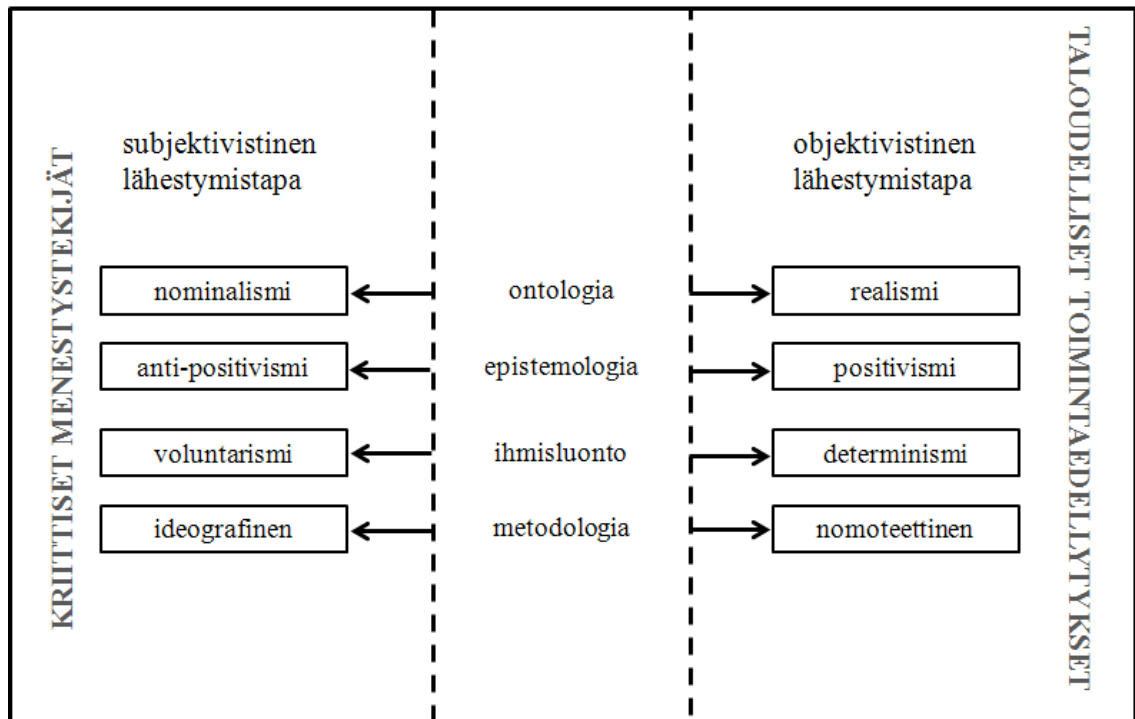 KRIITTISET MENESTYSTEKIJÄT
subjektivistinen
lähestymistapa
objektivistinen
lähestymistapa
TALOUDELLISET TOIMINTAEDELLYTYKSET
nominalismi
ontologia
realismi
anti-positivismi
epistemologia
positivismi
voluntarismi
ihmisluonto
determinismi
ideografinen
metodologia
nomoteettinen